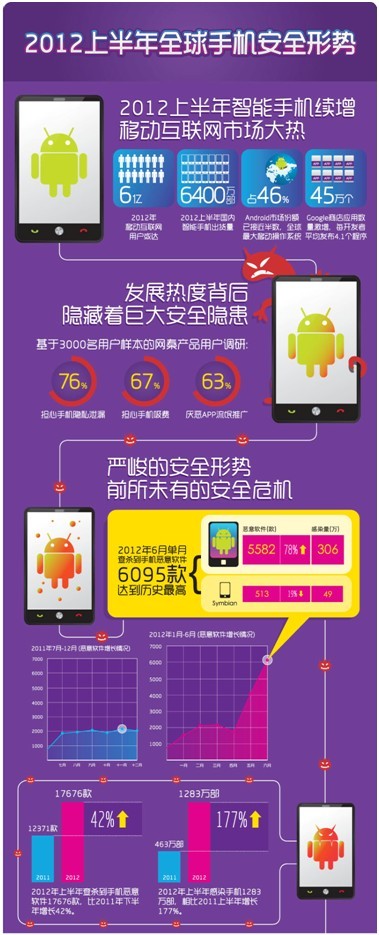 2012上半年全球手机安全形势
2012上半年智能手机续增
移动互联网市场大热
6亿
6400万部
占46%
45万个
2012年
移动互联网
用户或达
2012上半年国内
智能手机出货量
Android市场份额
已接近半数，全球
最大移动操作系统
Google商店应用数
量激增，每开发者
平均发布4.1个程序
发展热度背后
隐藏着巨大安全隐患
基于3000名用户样本的网秦产品用户调研：
76%
67%
63%
担心手机隐私泄漏
担心手机吸费
厌恶APP流氓推广
严峻的安全形势
前所未有的安全危机
2012年6月单月
查杀到手机恶意软件
6095款
达到历史最高
恶意软件(款)
感染量(万)
5582
78%
306
Symbian
513
19%
49
2011年7月-12月 (恶意软件增长情况)
7000
6000
5000
4000
3000
2000
1000
七月
八月
九月
十月
十一月
十二月
2012年1月-6月 (恶意软件增长情况)
7000
6000
5000
4000
3000
2000
1000
一月
二月
三月
四月
五月
六月
17676款
12371款
42%
2011
2012
2012年上半年查杀到手机恶意
软件17676款，比2011年下半
年增长42%。
1283万部
463万部
177%
2011
2012
2012年上半年感染手机1283
万部，相比2011上半年增长
177%。